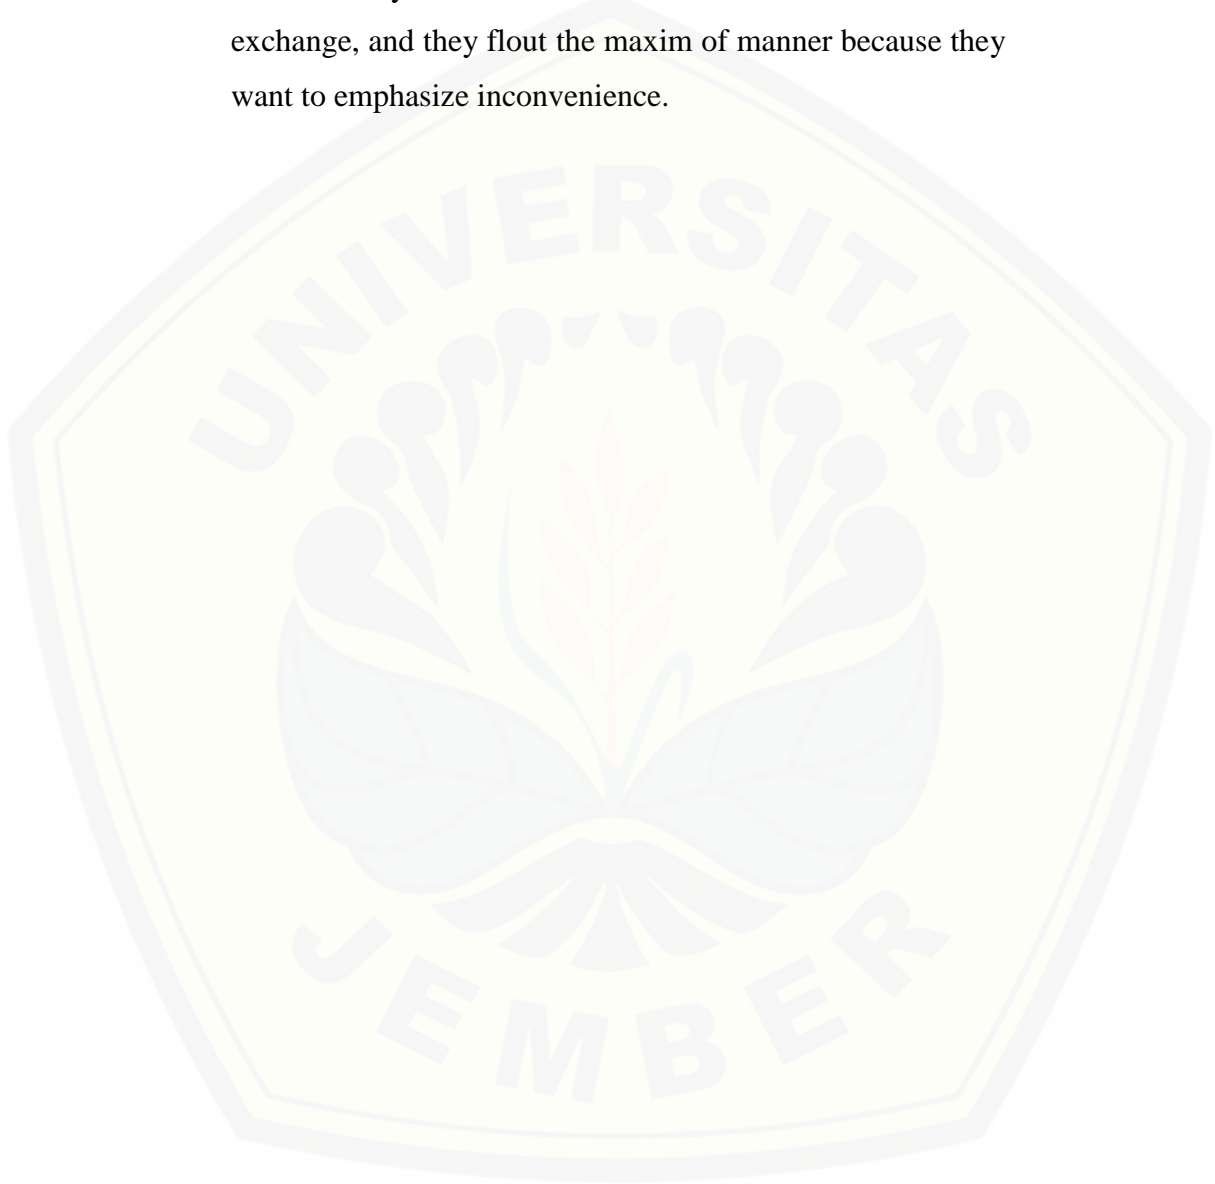 exchange, and they flout the maxim of manner because they
want to emphasize inconvenience.
UNIVERSITAS
JEMBER